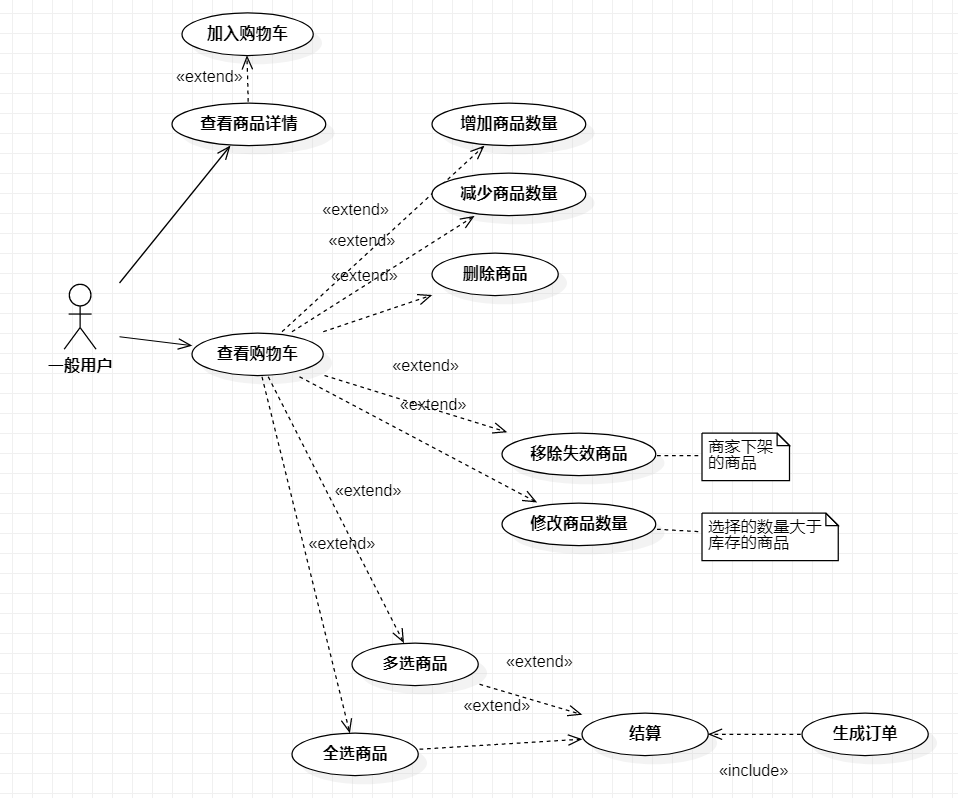 加入购物车
«extend»
查看商品详情
增加商品数量
减少商品数量
«extend»
«extend»
删除商品
«extend»
一般用户
查看购物车
«extend»
«extend»
移除失效商品
商家下架
的商品
«extend»
修改商品数量
选择的数量大于
库存的商品
«extend»
多选商品
«extend»
«extend»
结算
生成订单
全选商品
«include»